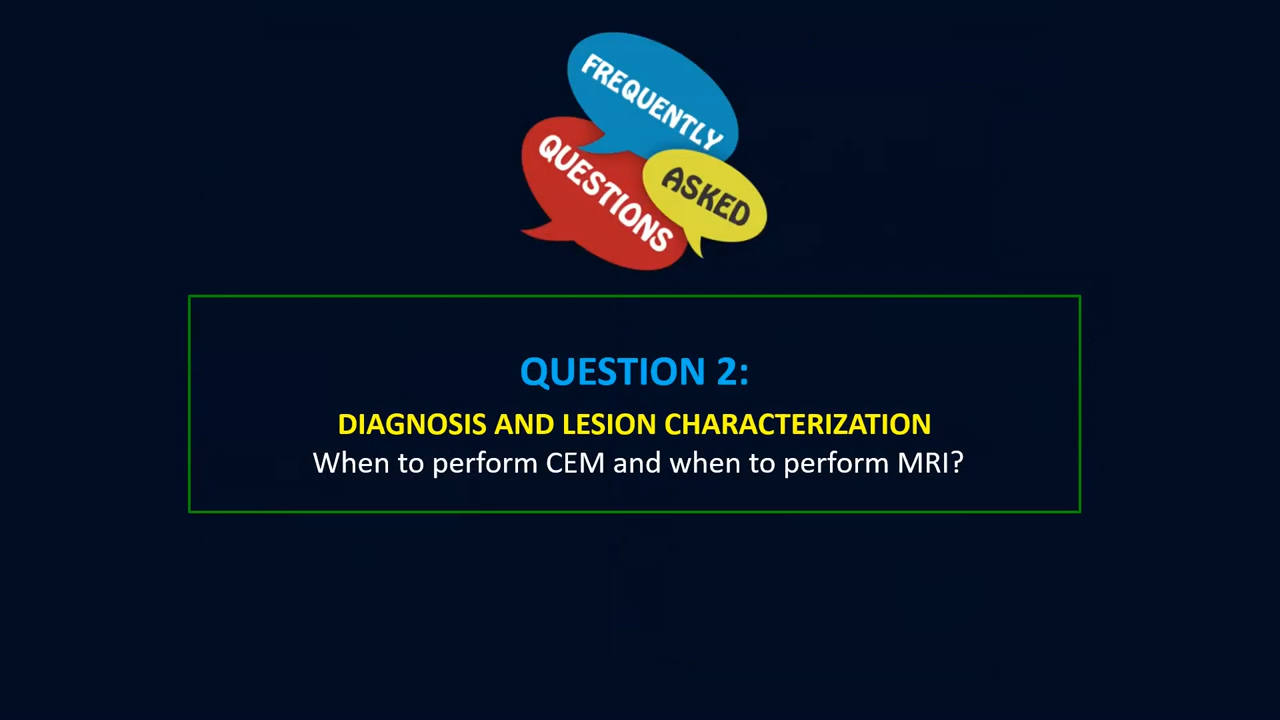 FREQUENTLY
ASKED
QUESTIONS
QUESTION 2:
DIAGNOSIS AND LESION CHARACTERIZATION
When to perform CEM and when to perform MRI?